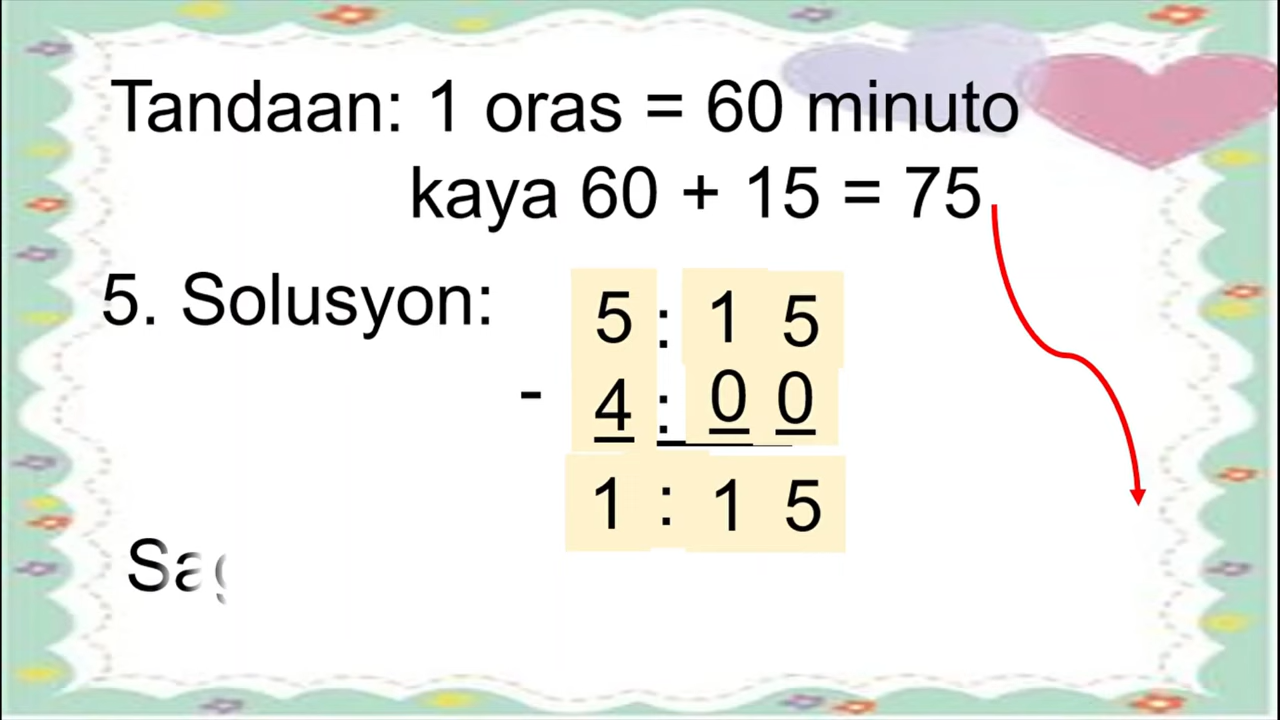 Tandaan: 1 oras = 60 minuto
kaya 60 + 15 = 75
5. Solusyon:
5 : 1 5
- 4 : 0 0
1 : 1 5